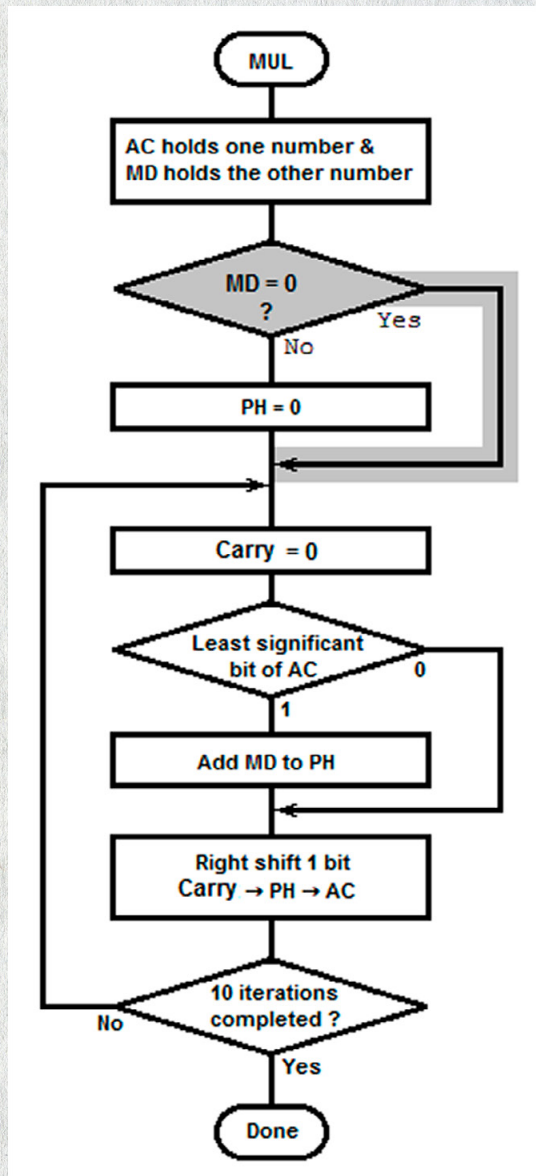 MUL
AC holds one number &
MD holds the other number
MD = 0
?
Yes
No
PH = 0
Carry = 0
Least significant
bit of AC
0
1
Add MD to PH
Right shift 1 bit
Carry → PH → AC
10 iterations
completed ?
No
Yes
Done